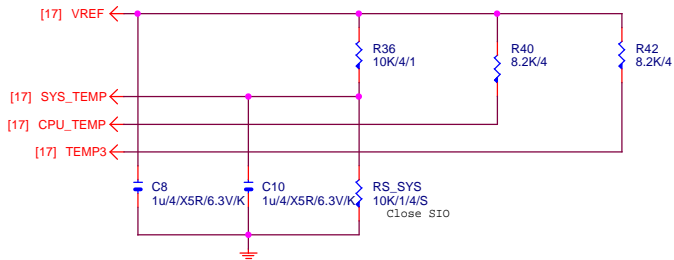 [17] VREF
R36
10K/4/1
R40
8.2K/4
R42
8.2K/4
[17] SYS_TEMP
[17] CPU_TEMP
[17] TEMP3
C8
1u/4/X5R/6.3V/K
C10
1u/4/X5R/6.3V/K
RS_SYS
10K/1/4/S
Close SIO